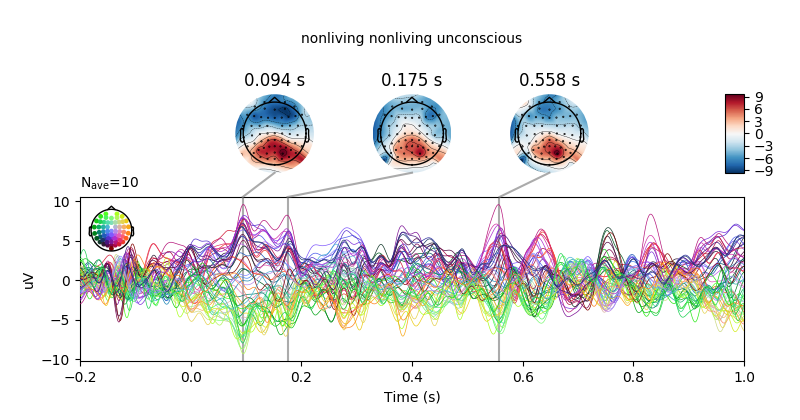 nonliving nonliving unconscious
0.094 s
0.175 s
0.558 s
9
6
3
0
−3
−6
−9
Nave=10
10
5
0
−5
−10
uV
−0.2
0.0
0.2
0.4
0.6
0.8
1.0
Time (s)